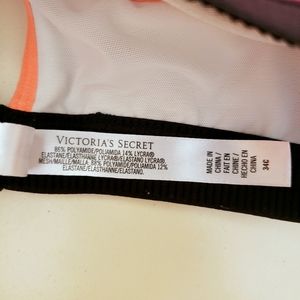 VICTORIA'S SECRET
86% POLYAMIDE/POLIAMIDA 14% LYCRA®
ELASTANE/ELASTHANNE LYCRA®/ELASTANO LYCRA®
MESH/MAILLE/MALLA, 88% POLYAMIDE/POLIAMIDA 12%
ELASTANE/ELASTHANNE/ELASTANO.
MADE IN
CHINA/
FAIT EN
CHINE/
HECHO EN
CHINA
34C